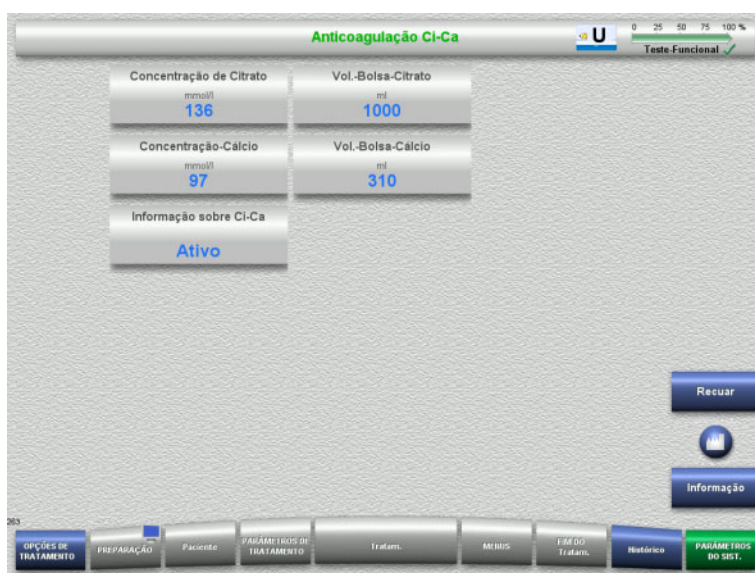 Anticoagulação Ci-Ca
U
0 25 50 75 100 %
Teste-Funcional
Concentração de Citrato
mmol/l
136
Vol.-Bolsa-Citrato
ml
1000
Concentração-Cálcio
mmol/l
97
Vol.-Bolsa-Cálcio
ml
310
Informação sobre Ci-Ca
Ativo
Recuar
Informação
263
OPÇÕES DE
TRATAMENTO
PREPARAÇÃO
Paciente
PARÂMETROS DE
TRATAMENTO
Tratam.
MENUS
FIM DO
Tratam.
Histórico
PARÂMETROS
DO SIST.